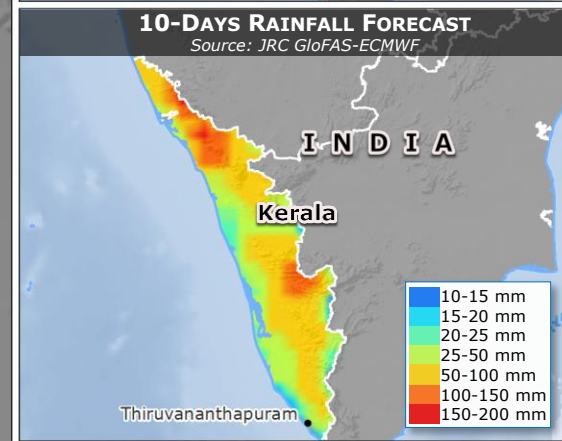 10-DAYS RAINFALL FORECAST
Source: JRC GloFAS-ECMWF
INDIA
Kerala
10-15 mm
15-20 mm
20-25 mm
25-50 mm
50-100 mm
100-150 mm
150-200 mm
Thiruvananthapuram